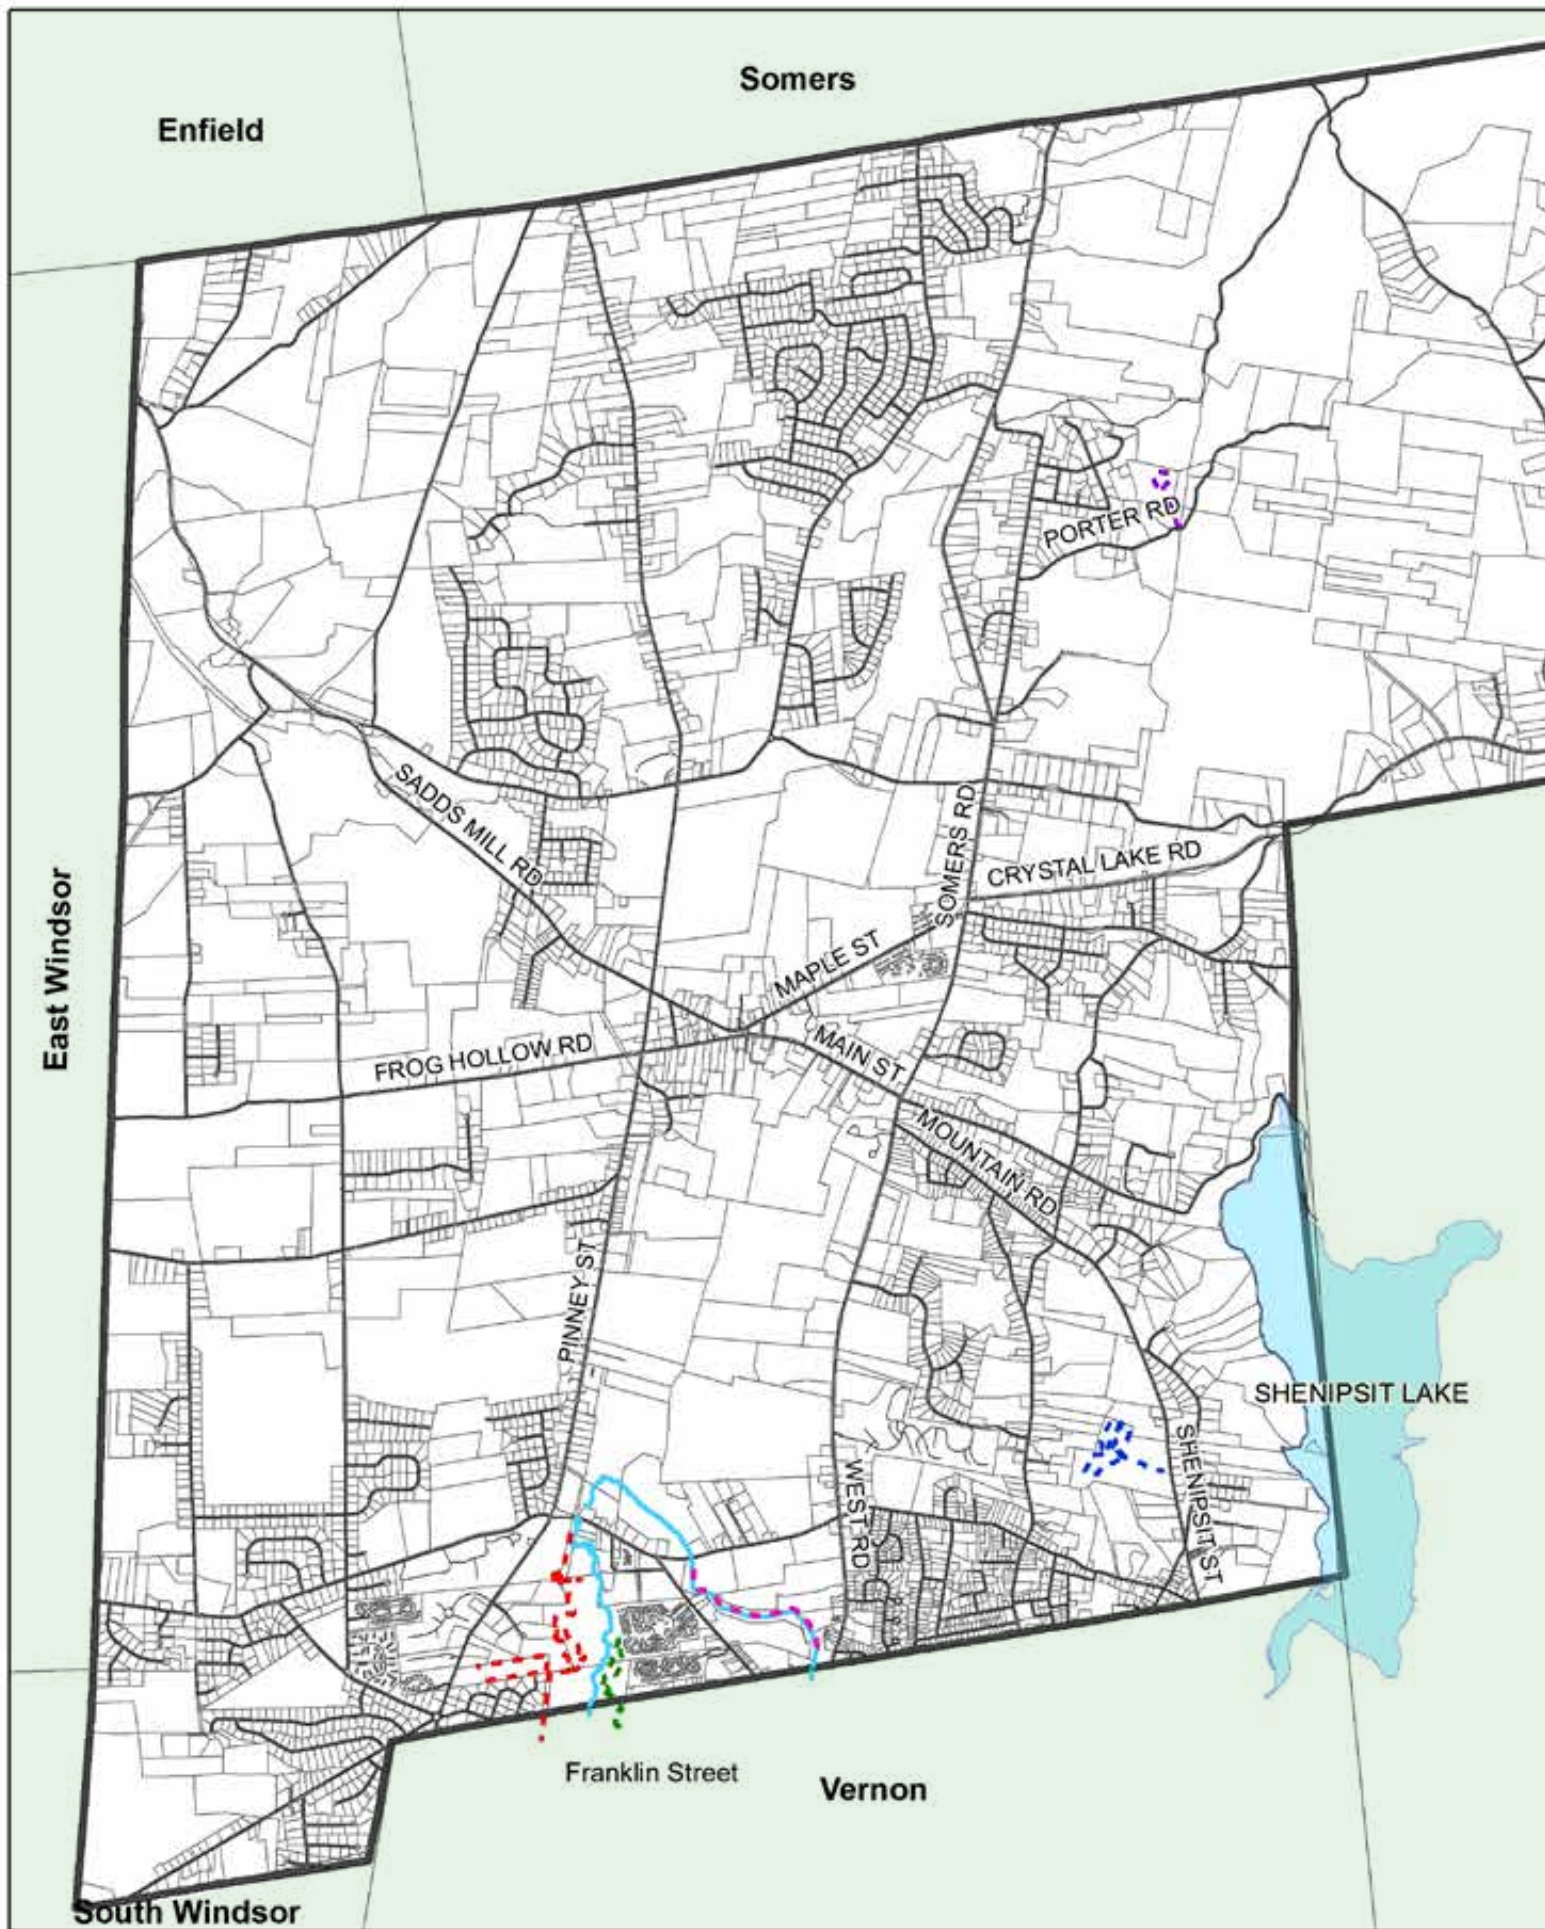 Somers
Enfield
PORTER RD
SADDS MILL RD
SOMERS RD
CRYSTAL LAKE RD
East Windsor
MAPLE ST
FROG HOLLOW RD
MAIN ST
MOUNTAIN RD
PINNEY ST
SHENIPSIT LAKE
WEST RD
SHENIPSIT ST
Franklin Street
Vernon
South Windsor